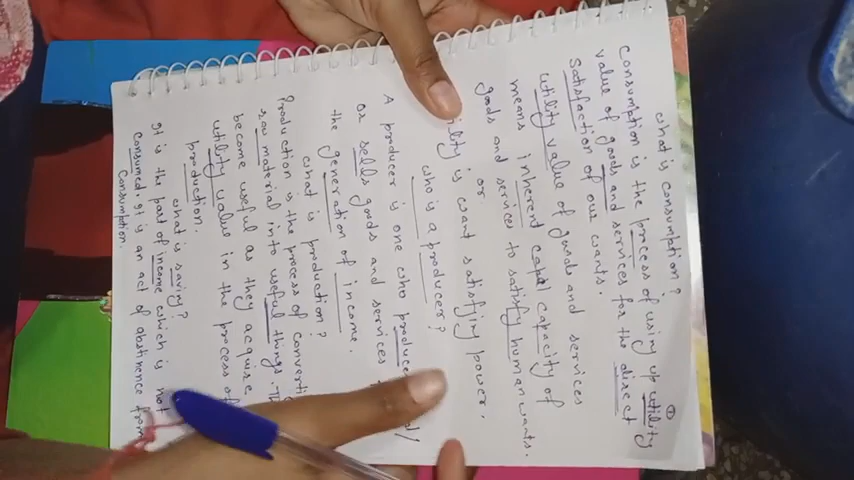 ①
what is consumption?
Consumption is the process of using up utility
value of goods and services for the direct
satisfaction of our wants.
Utility value of goods and services
means inherent capa capacity of
goods and services to satisfy human wants.
or
ility is want satisfying power.
who is a producer?
A producer is one who produce
or sells goods and services
the generation of income.
what is production?
Production is the process of converti
raw material into useful things.
become useful as they acquire
utility value in the process of
production.
what is saving?
It is the part of income which is not
consumed. It is an act of abstinence from
consumption.